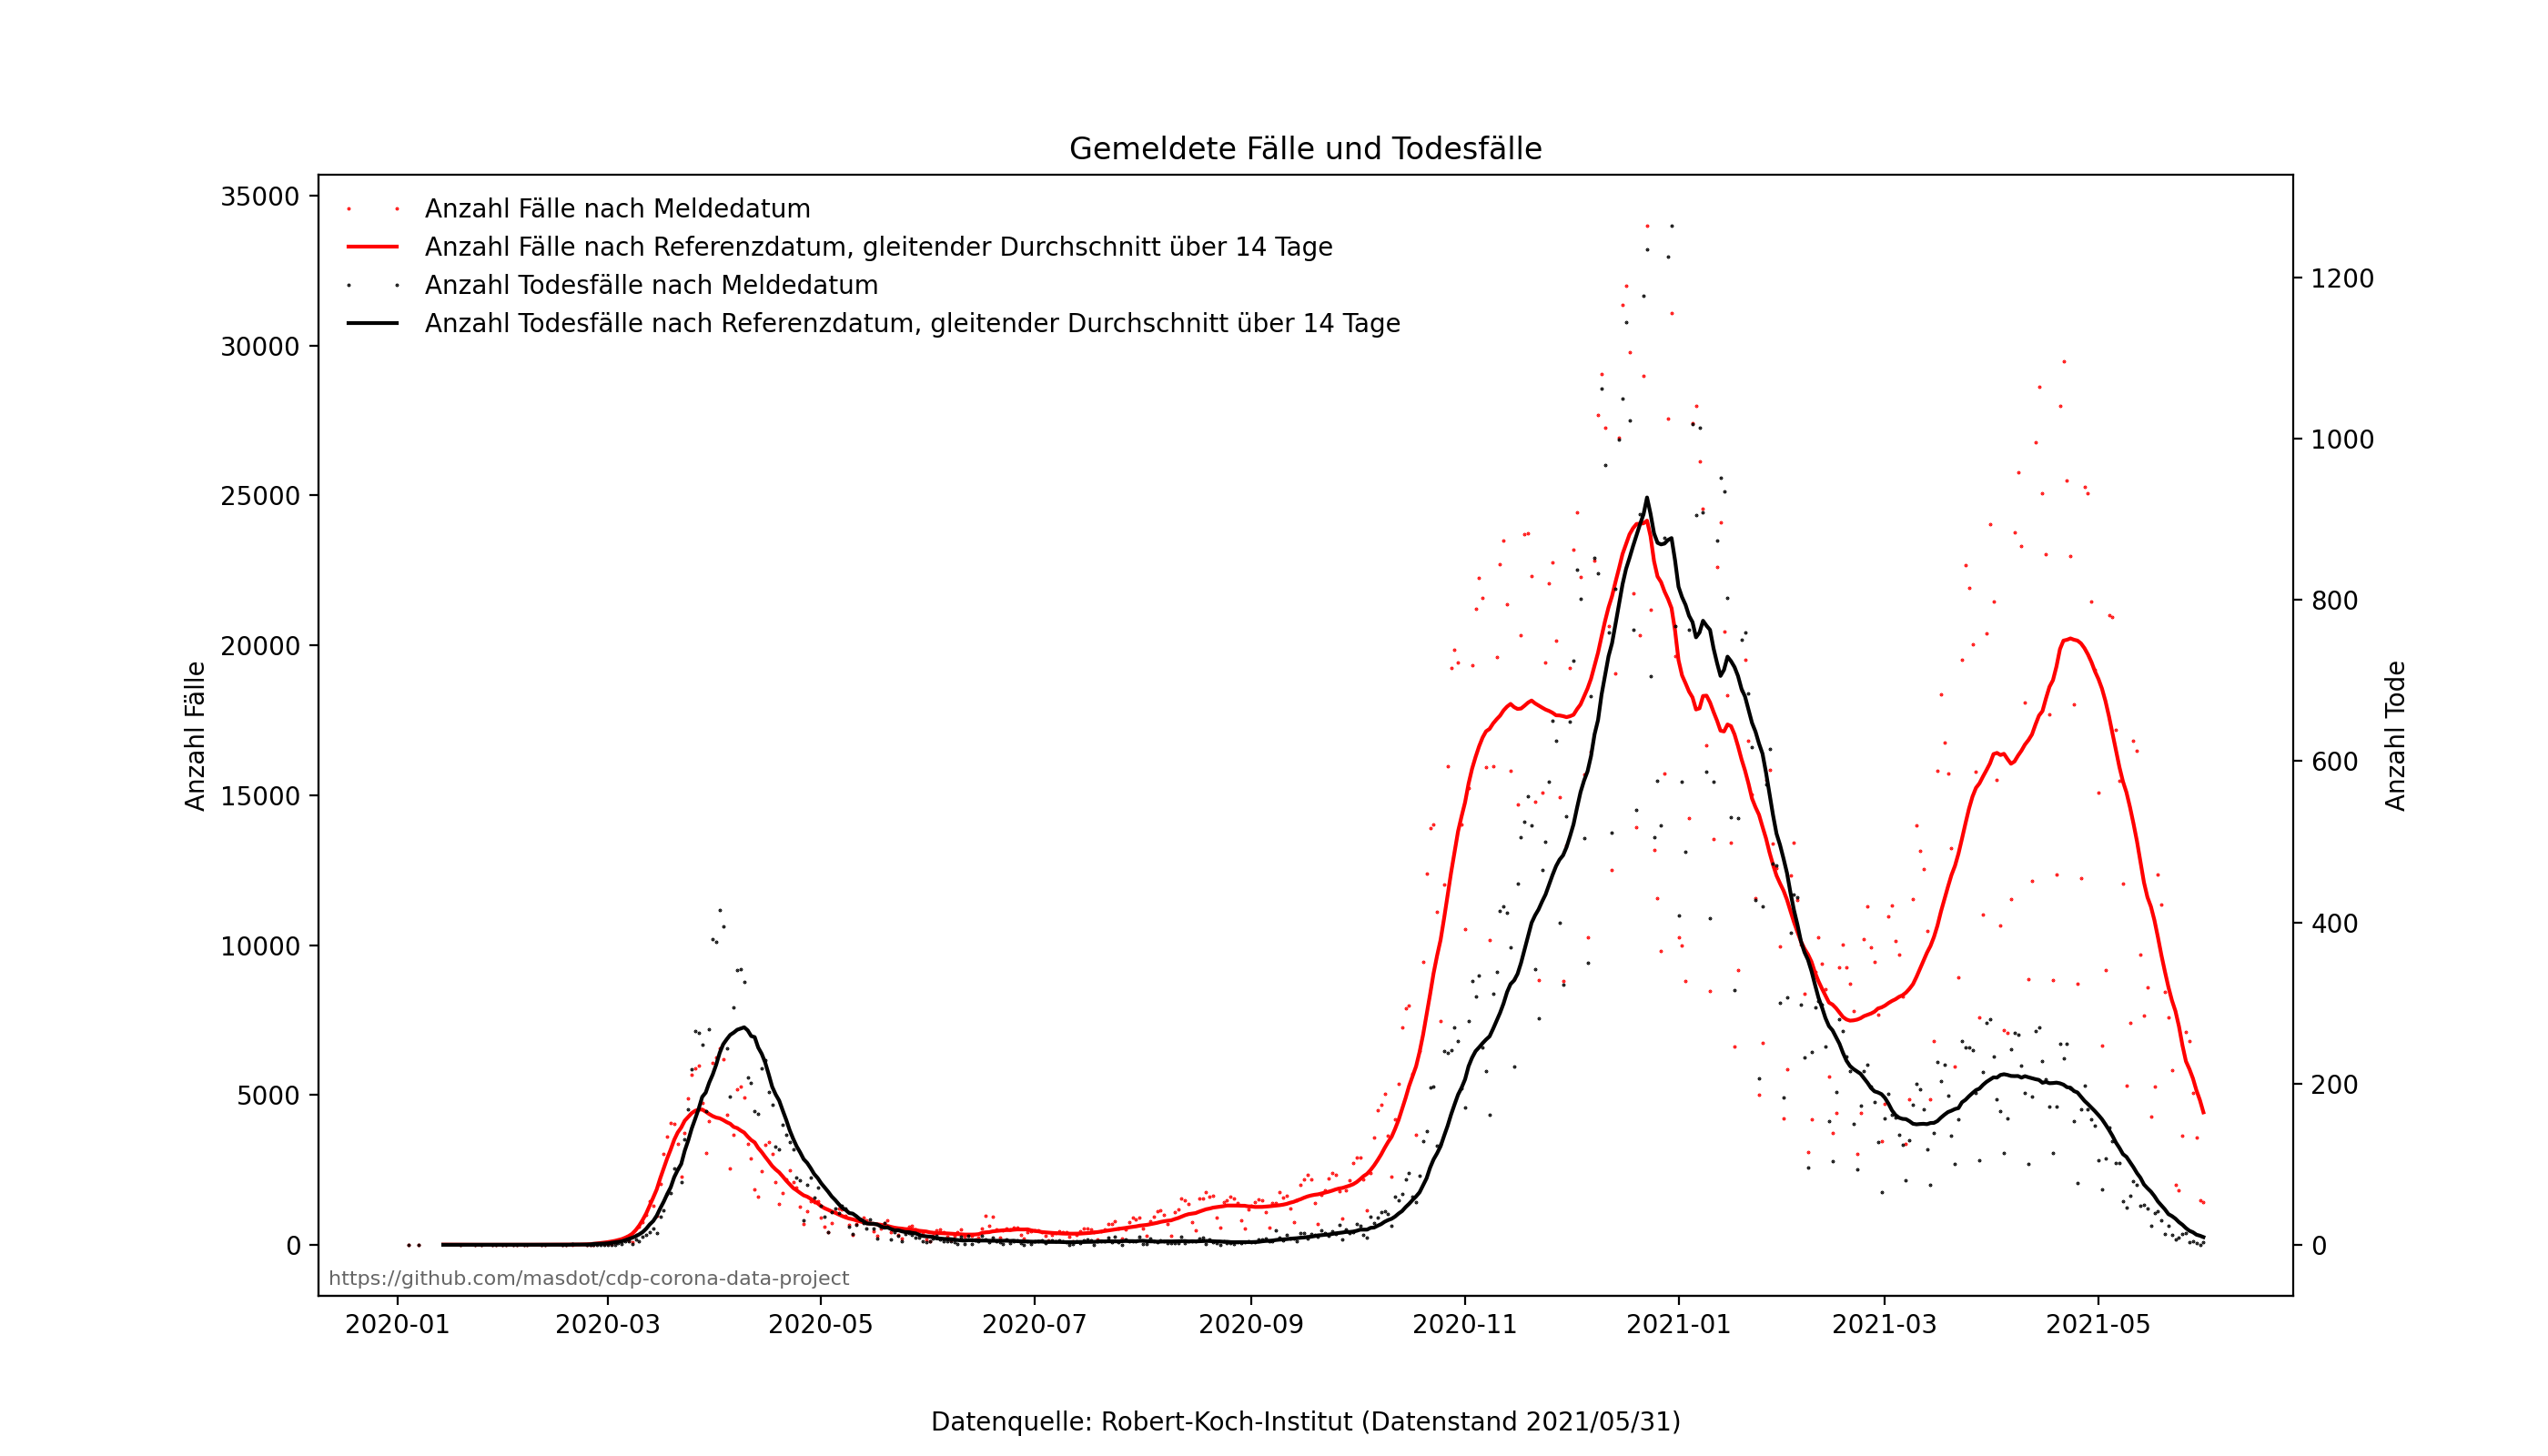 Gemeldete Fälle und Todesfälle
Anzahl Fälle nach Meldedatum
Anzahl Fälle nach Referenzdatum, gleitender Durchschnitt über 14 Tage
Anzahl Todesfälle nach Meldedatum
Anzahl Todesfälle nach Referenzdatum, gleitender Durchschnitt über 14 Tage
35000
30000
25000
20000
15000
10000
5000
0
Anzahl Fälle
1200
1000
800
600
400
200
0
Anzahl Tode
https://github.com/masdot/cdp-corona-data-project
2020-01 2020-03 2020-05 2020-07 2020-09 2020-11 2021-01 2021-03 2021-05
Datenquelle: Robert-Koch-Institut (Datenstand 2021/05/31)